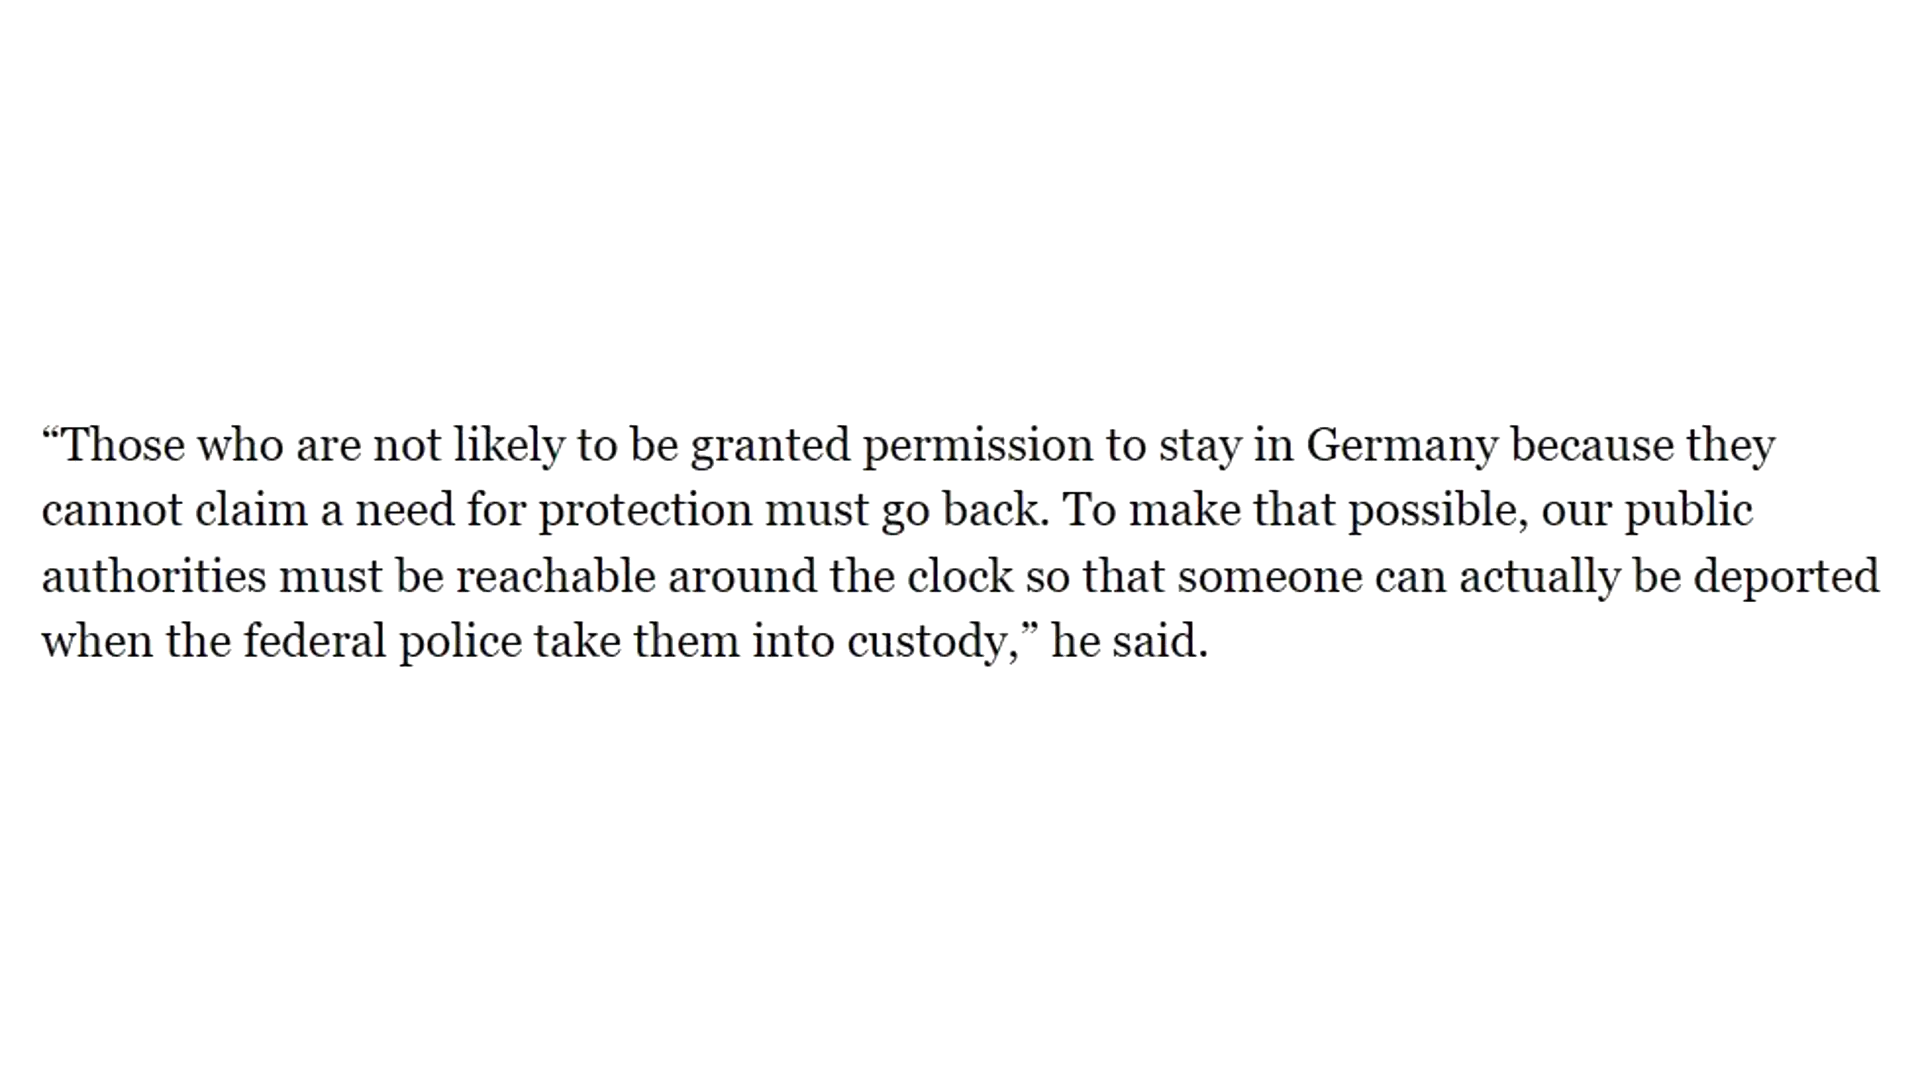 “Those who are not likely to be granted permission to stay in Germany because they
cannot claim a need for protection must go back. To make that possible, our public
authorities must be reachable around the clock so that someone can actually be deported
when the federal police take them into custody,” he said.